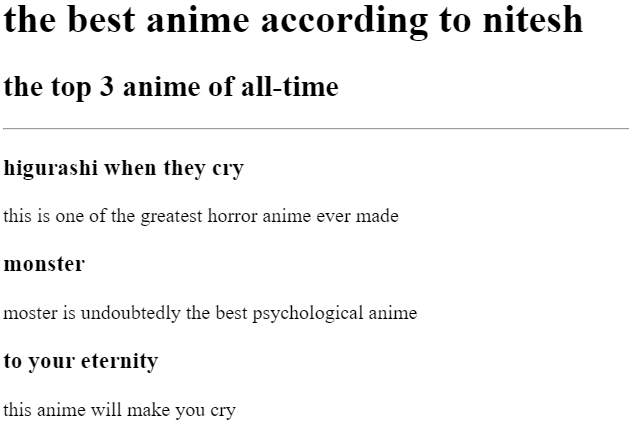 the best anime according to nitesh
the top 3 anime of all-time
higurashi when they cry
this is one of the greatest horror anime ever made
monster
moster is undoubtedly the best psychological anime
to your eternity
this anime will make you cry